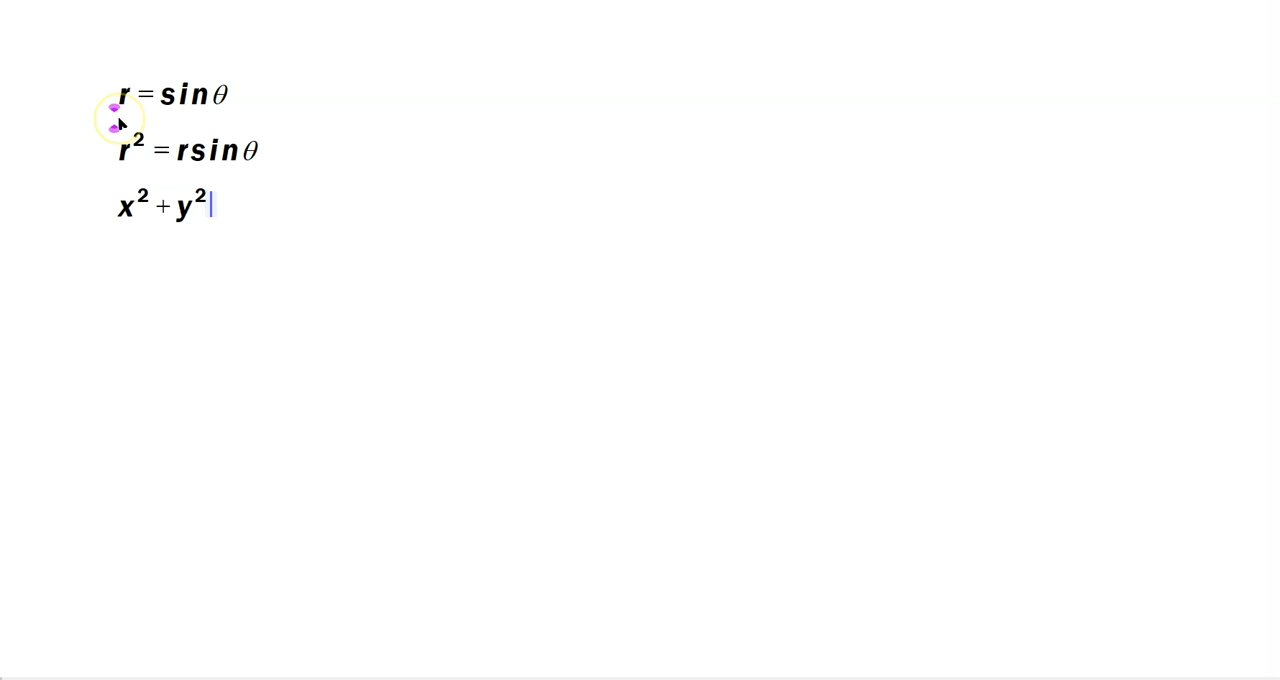 r = sinθ
r² = rsinθ
x² + y²